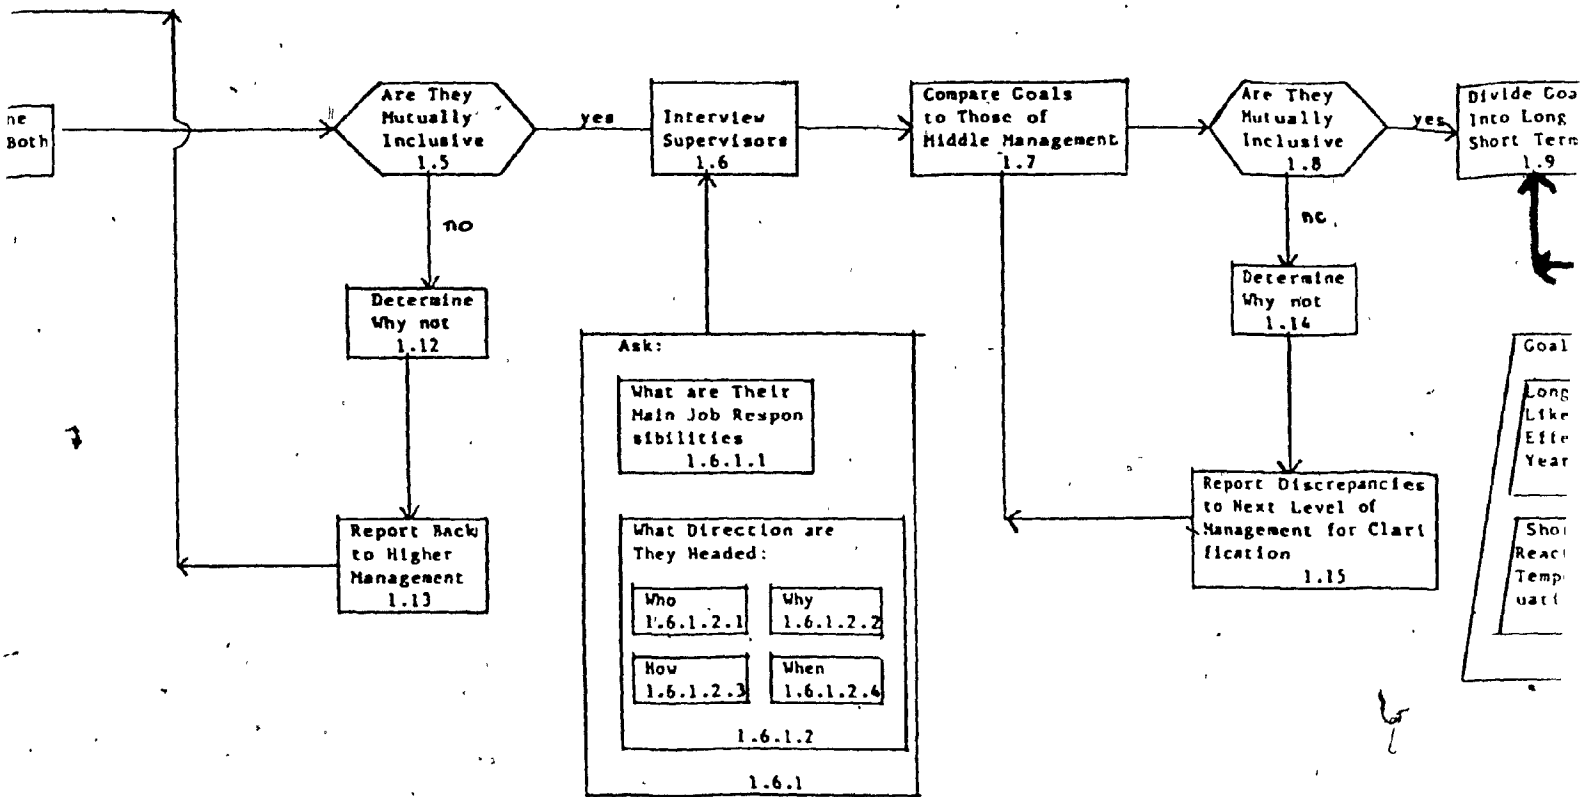 ne
Both
Are They
Mutually
Inclusive
1.5
yes
no
Interview
Supervisors
1.6
Compare Goals
to Those of
Middle Management
1.7
Are They
Mutually
Inclusive
1.8
yes
Divide Goa
Into Long
Short Term
1.9
Determine
Why not
1.12
Report Back
to Higher
Management
1.13
Ask:
What are Their
Main Job Respon
sibilities
1.6.1.1
What Direction are
They Headed:
Who
1.6.1.2.1
Why
1.6.1.2.2
How
1.6.1.2.3
When
1.6.1.2.4
1.6.1.2
1.6.1
Determine
Why not
1.14
Report Discrepancies
to Next Level of
Management for Clari
fication
1.15
Goal
Long
Like
Effe
Year
Shor
React
Temp
uati